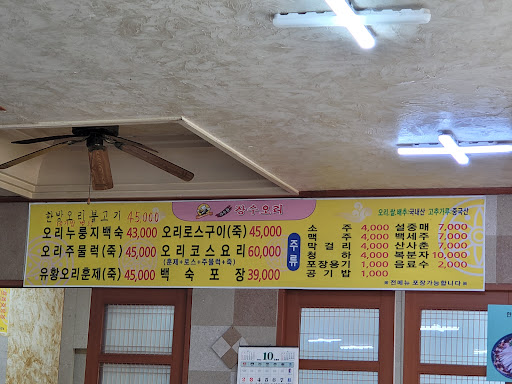 상수오리
오리,쌀,배추:국내산 고추가루:중국산
한방오리 불고기 45,000
오리누룽지백숙 43,000
오리주물럭(죽) 45,000
유황오리훈제(죽) 45,000
오리로스구이(죽) 45,000
오리코스요리 60,000
(훈제+로스+주물럭+죽)
백숙포장 39,000
주류
소주 4,000
맥주 4,000
막걸리 4,000
청하 4,000
포장용기 1,000
공기밥 1,000
설중매 7,000
백세주 7,000
산사춘 7,000
복분자 10,000
음료수 2,000
※전메뉴 포장가능합니다※
10